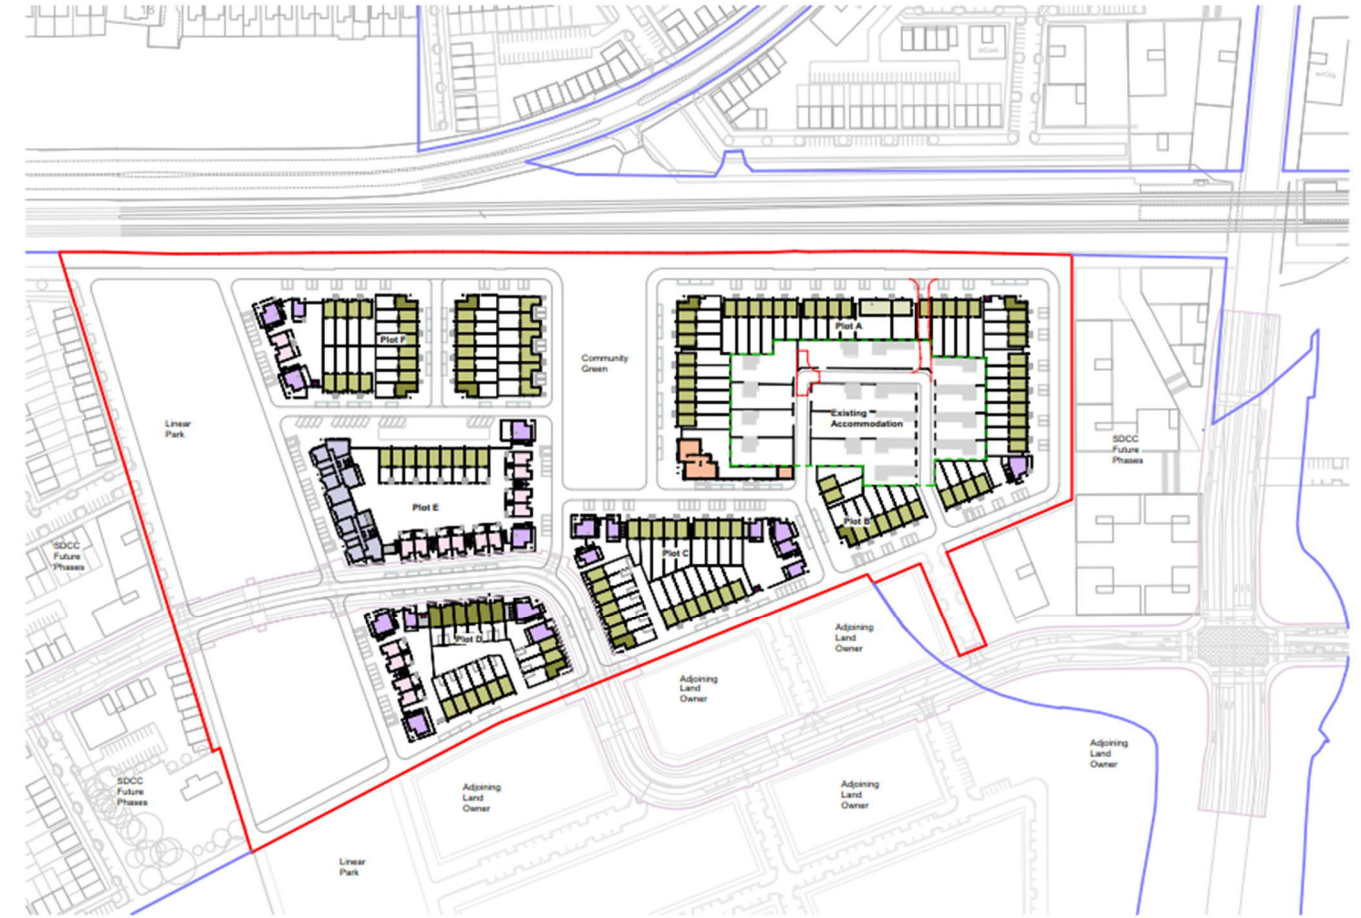 18
Plot A
Plot F
Community
Green
Existing
Accommodation
Linear
Park
SDCC
Future
Phases
Plot E
Plot B
SDCC
Future
Phases
Plot C
Plot D
Adjoining
Land
Owner
Adjoining
Land
Owner
Adjoining
Land
Owner
SDCC
Future
Phases
Adjoining
Land
Owner
Adjoining
Land
Owner
Linear
Park